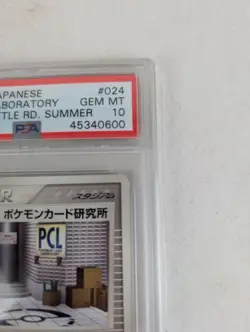 APANESE #024
ABORATORY GEM MT
TTLE RD. SUMMER 10
PSA 45340600
R スタジアム
ポケモンカード研究所
PCL